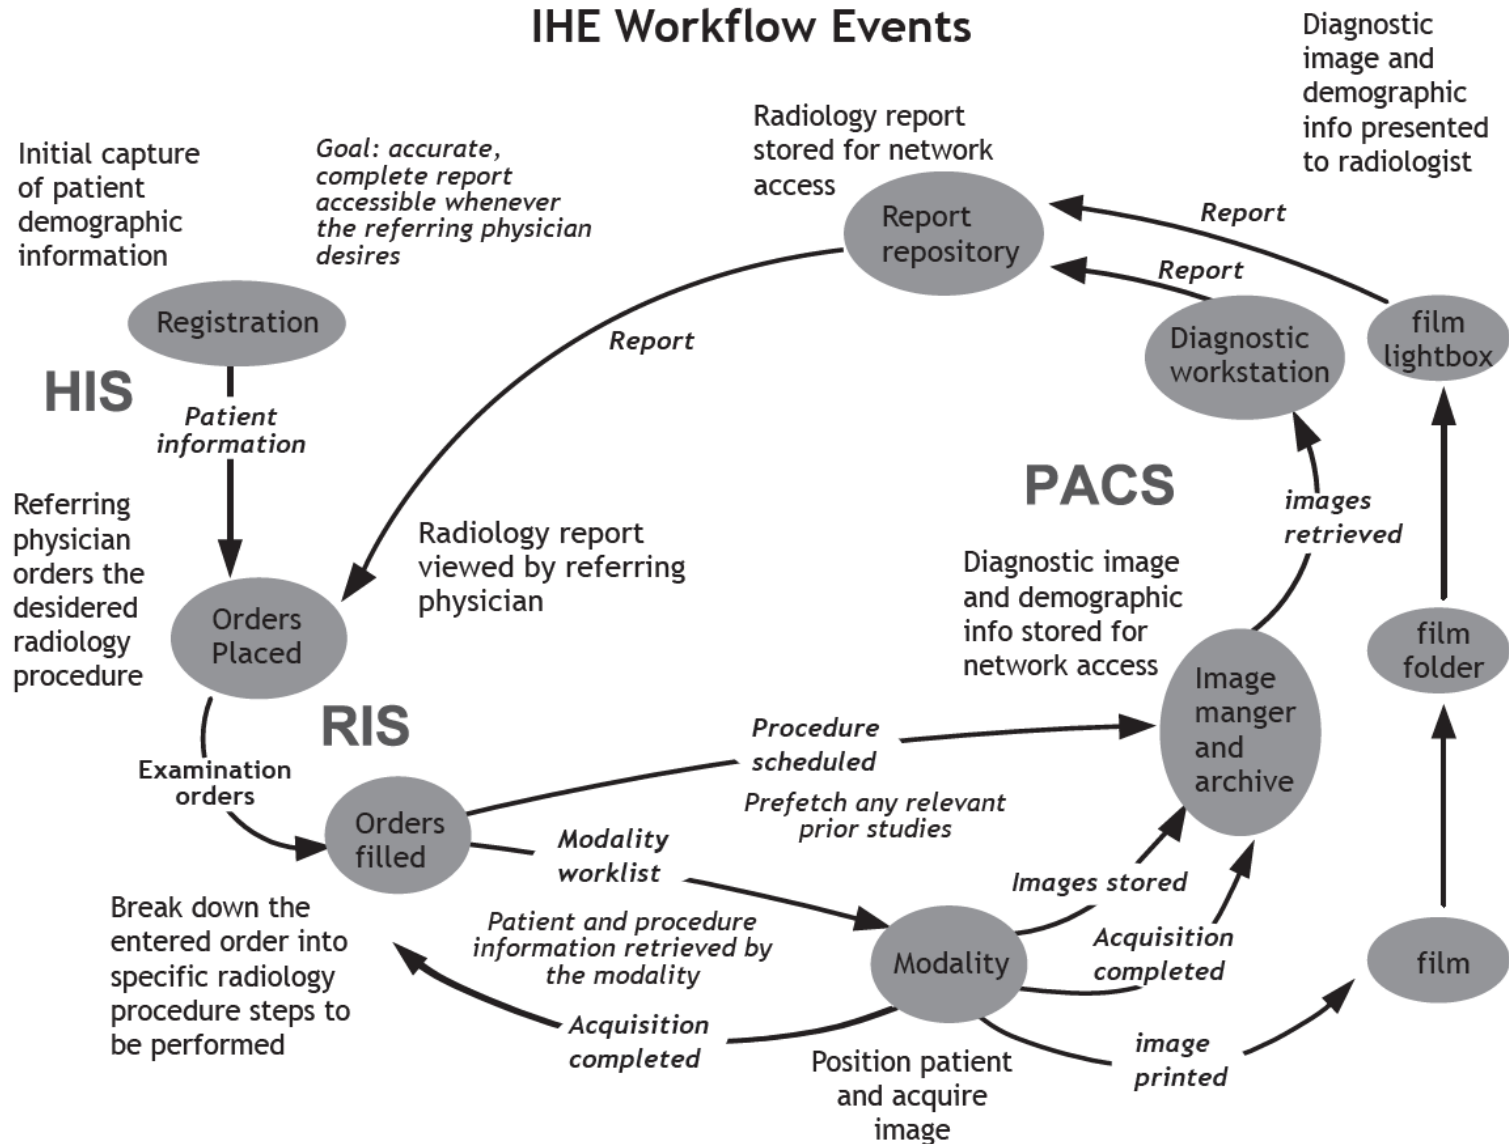 IHE Workflow Events
Diagnostic
image and
demographic
info presented
to radiologist
Initial capture
of patient
demographic
information
Goal: accurate,
complete report
accessible whenever
the referring physician
desires
Radiology report
stored for network
access
Report
repository
Report
Report
Registration
HIS
Patient
information
Report
Diagnostic
workstation
film
lightbox
Referring
physician
orders the
desidered
radiology
procedure
Orders
Placed
Radiology report
viewed by referring
physician
PACS
images
retrieved
Diagnostic image
and demographic
info stored for
network access
Image
manger
and
archive
film
folder
RIS
Examination
orders
Orders
filled
Procedure
scheduled
Prefetch any relevant
prior studies
Modality
worklist
Patient and procedure
information retrieved by
the modality
Images stored
Acquisition
completed
Modality
film
Break down the
entered order into
specific radiology
procedure steps to
be performed
Acquisition
completed
Position patient
and acquire
image
image
printed